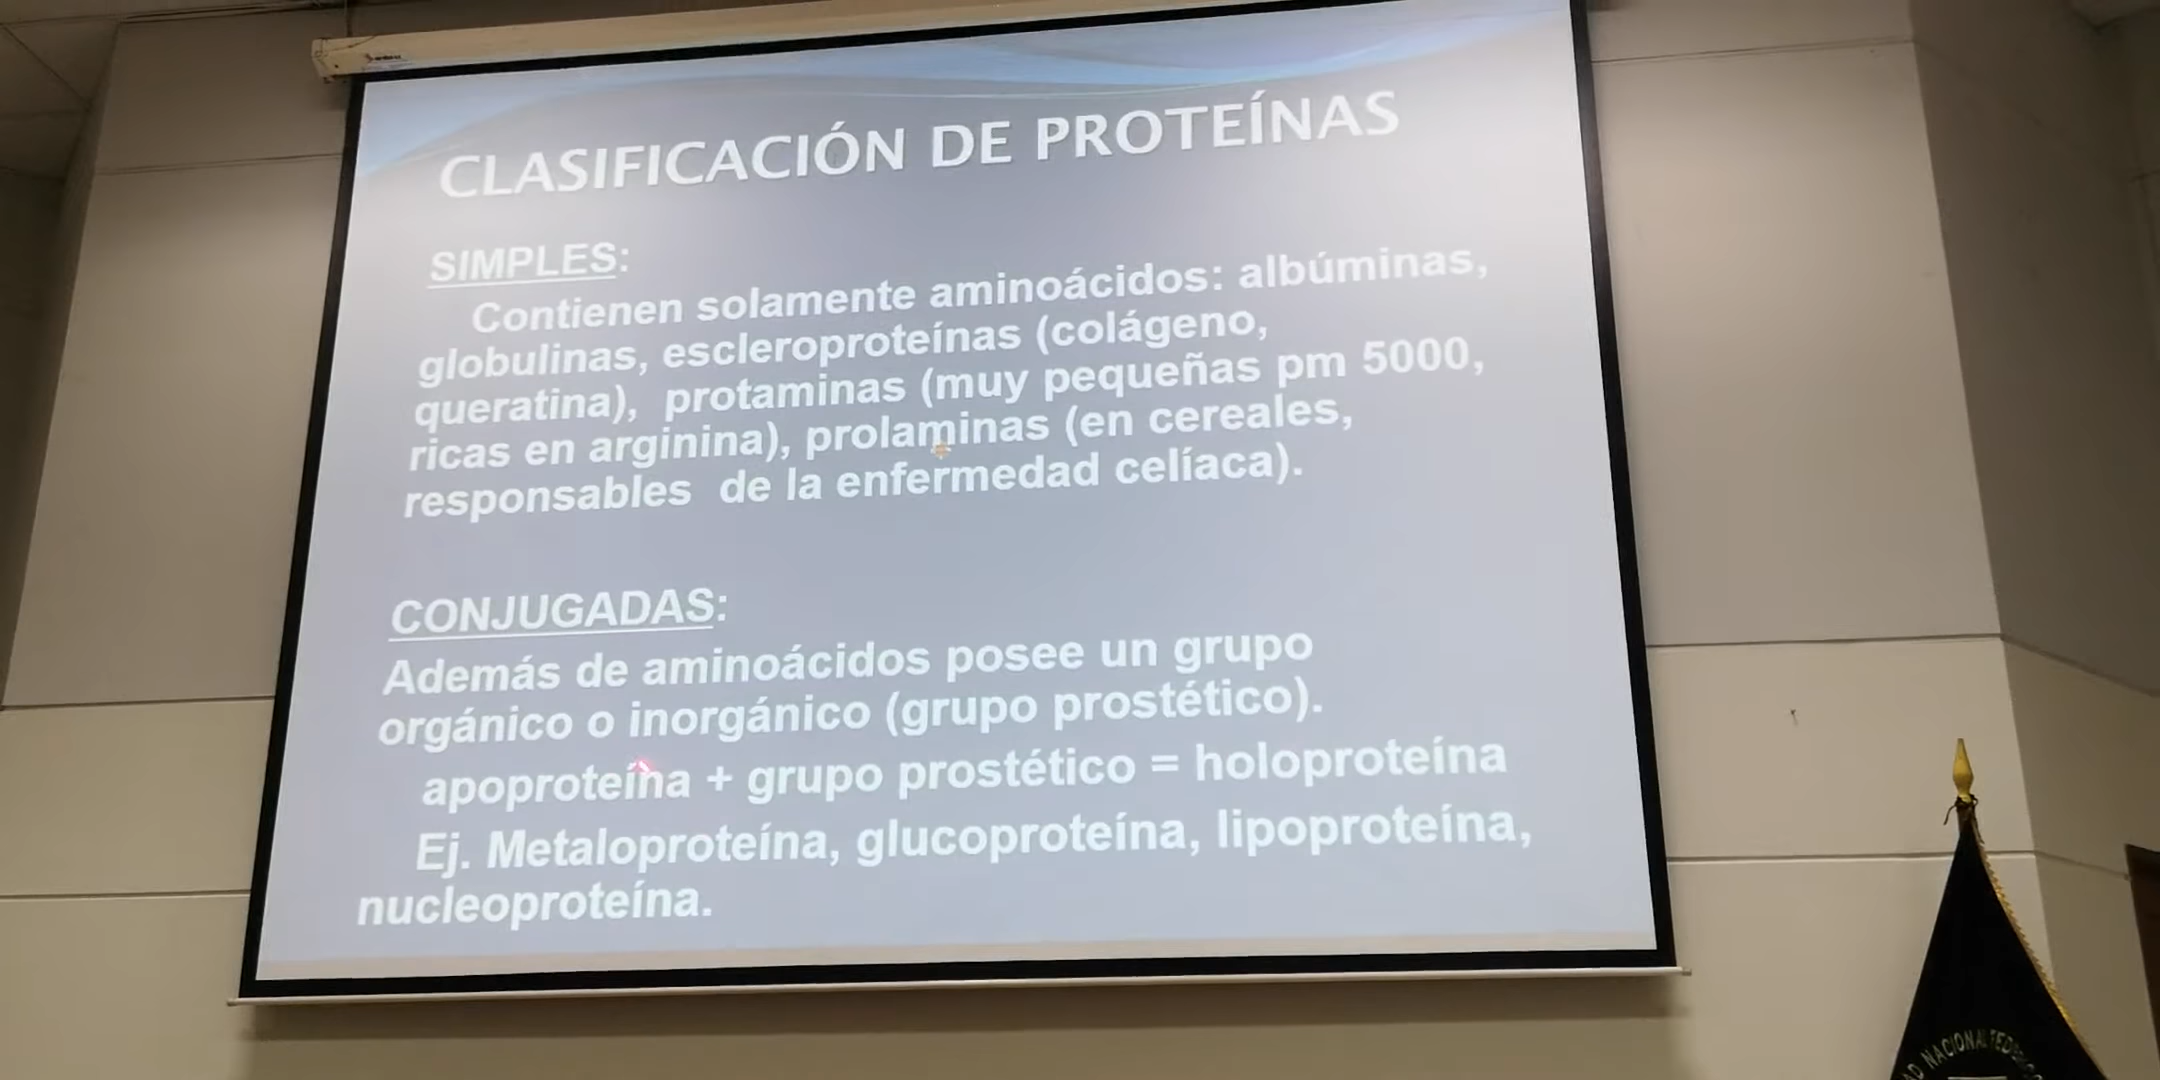 CLASIFICACIÓN DE PROTEÍNAS
SIMPLES:
Contienen solamente aminoácidos: albúminas,
globulinas, escleroproteínas (colágeno,
queratina), protaminas (muy pequeñas pm 5000,
ricas en arginina), prolaminas (en cereales,
responsables de la enfermedad celíaca).
CONJUGADAS:
Además de aminoácidos posee un grupo
orgánico o inorgánico (grupo prostético).
apoproteína + grupo prostético = holoproteína
Ej. Metaloproteína, glucoproteína, lipoproteína,
nucleoproteína.
NACIONAL